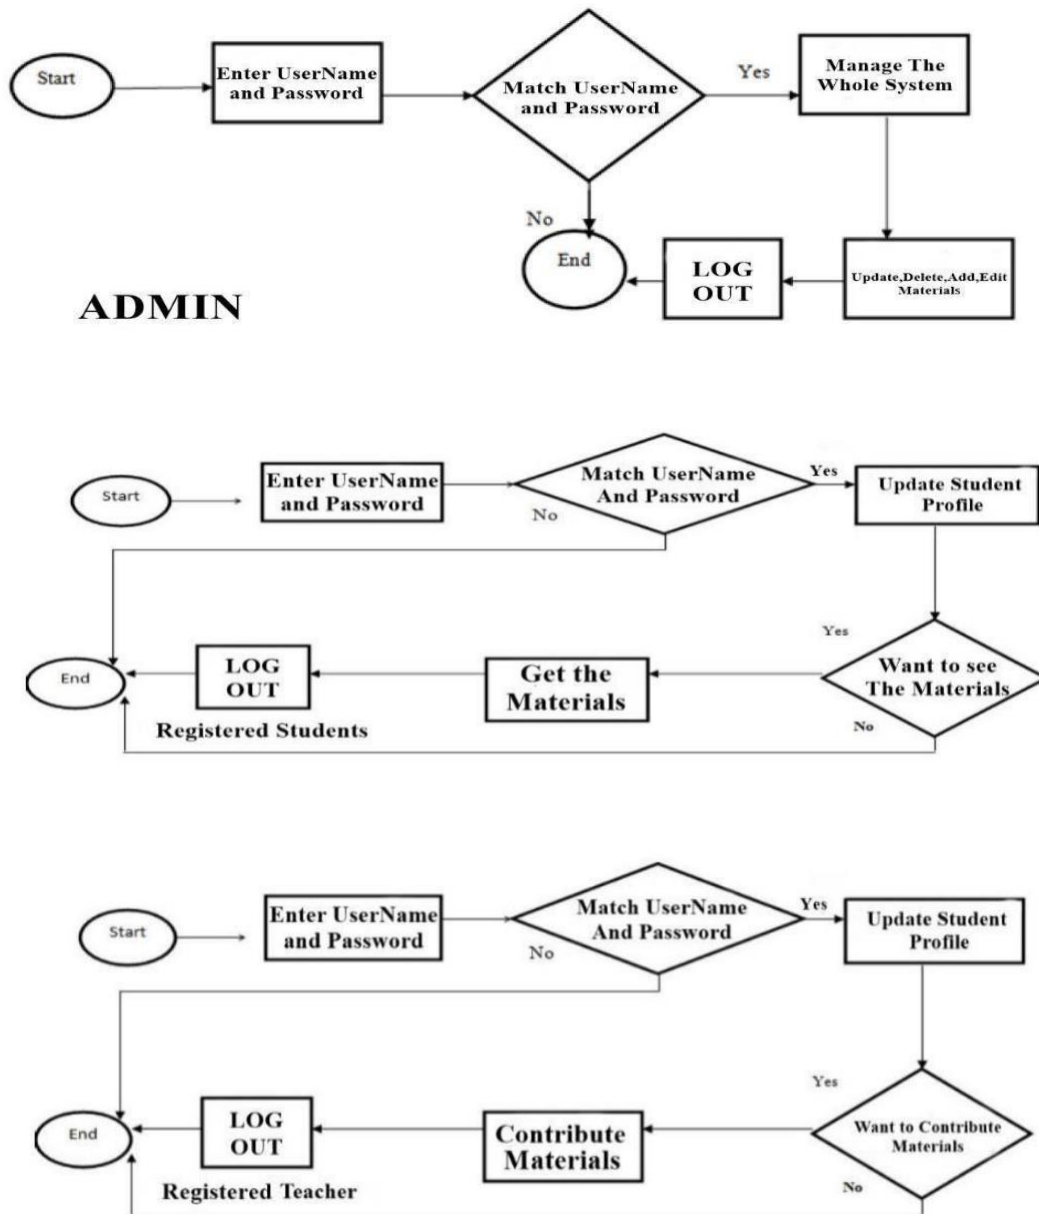 Start
Enter UserName
and Password
Match UserName
and Password
Yes
Manage The
Whole System
No
End
LOG
OUT
Update,Delete,Add,Edit
Materials
ADMIN
Start
Enter UserName
and Password
Match UserName
And Password
Yes
No
Update Student
Profile
Yes
Want to see
The Materials
No
Get the
Materials
LOG
OUT
End
Registered Students
Start
Enter UserName
and Password
Match UserName
And Password
Yes
No
Update Student
Profile
Yes
Want to Contribute
Materials
No
Contribute
Materials
LOG
OUT
End
Registered Teacher